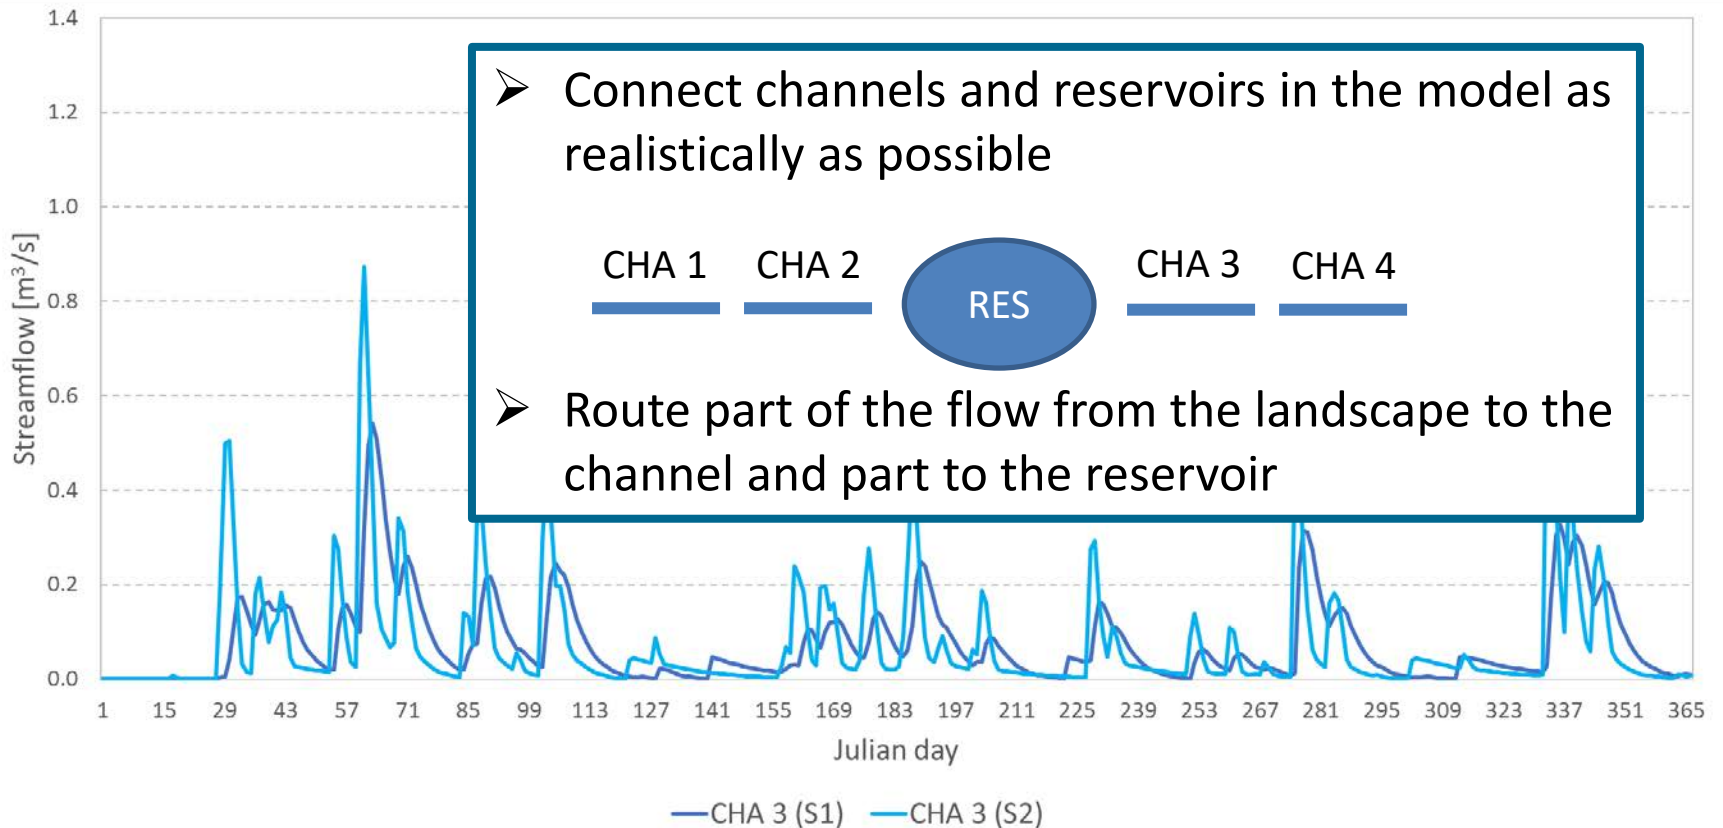 1.4
➢ Connect channels and reservoirs in the model as
realistically as possible
1.2
1.0
CHA 1 CHA 2 RES CHA 3 CHA 4
0.8
Streamflow [m³/s]
0.6
➢ Route part of the flow from the landscape to the
channel and part to the reservoir
0.4
0.2
0.0
1 15 29 43 57 71 85 99 113 127 141 155 169 183 197 211 225 239 253 267 281 295 309 323 337 351 365
Julian day
CHA 3 (S1) CHA 3 (S2)